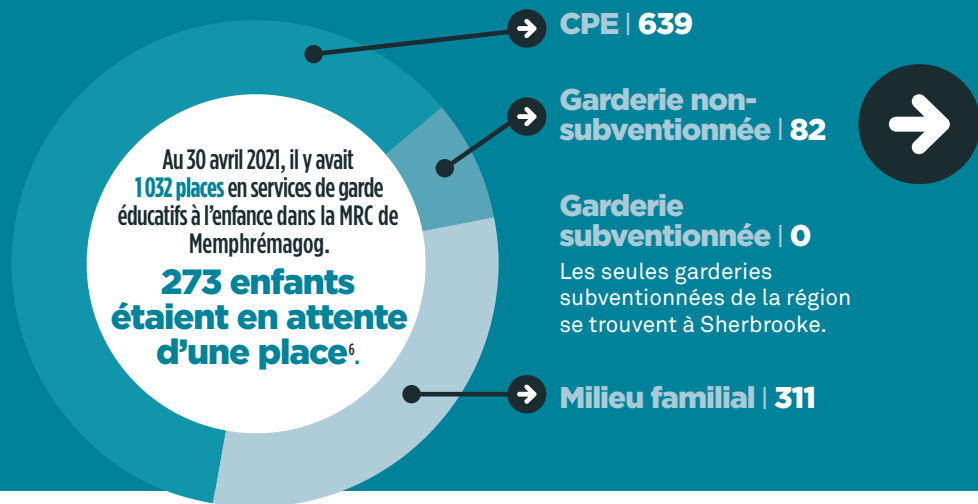 Au 30 avril 2021, il y avait
1 032 places en services de garde
éducatifs à l'enfance dans la MRC de
Memphrémagog.
273 enfants
étaient en attente
d'une place⁶.
CPE | 639
Garderie non-
subventionnée | 82
Garderie
subventionnée | 0
Les seules garderies
subventionnées de la région
se trouvent à Sherbrooke.
Milieu familial | 311